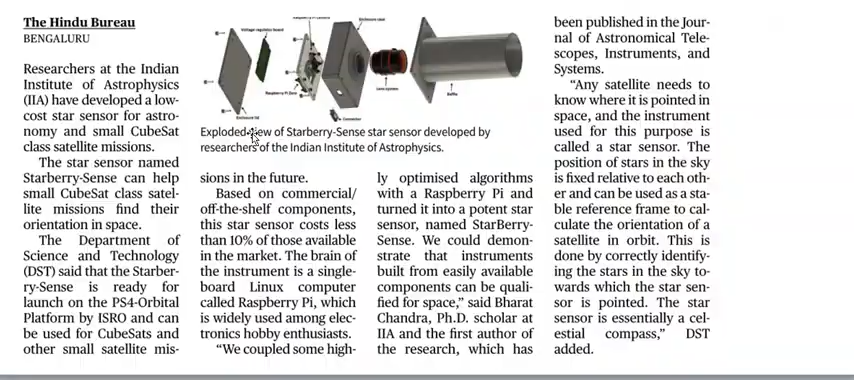 The Hindu Bureau
BENGALURU
Researchers at the Indian
Institute of Astrophysics
(IIA) have developed a low-
cost star sensor for astro-
nomy and small CubeSat
class satellite missions.
The star sensor named
Starberry-Sense can help
small CubeSat class satel-
lite missions find their
orientation in space.
The Department of
Science and Technology
(DST) said that the Starber-
ry-Sense is ready for
launch on the PS4-Orbital
Platform by ISRO and can
be used for CubeSats and
other small satellite mis-
Enclosure case
Voltage regulator board
Raspberry Pi Zero
Lens system
Baffle
Enclosure lid
Connector
Exploded view of Starberry-Sense star sensor developed by
researchers of the Indian Institute of Astrophysics.
sions in the future.
Based on commercial/
off-the-shelf components,
this star sensor costs less
than 10% of those available
in the market. The brain of
the instrument is a single-
board Linux computer
called Raspberry Pi, which
is widely used among elec-
tronics hobby enthusiasts.
“We coupled some high-
ly optimised algorithms
with a Raspberry Pi and
turned it into a potent star
sensor, named StarBerry-
Sense. We could demon-
strate that instruments
built from easily available
components can be quali-
fied for space,” said Bharat
Chandra, Ph.D. scholar at
IIA and the first author of
the research, which has
been published in the Jour-
nal of Astronomical Tele-
scopes, Instruments, and
Systems.
“Any satellite needs to
know where it is pointed in
space, and the instrument
used for this purpose is
called a star sensor. The
position of stars in the sky
is fixed relative to each oth-
er and can be used as a sta-
ble reference frame to cal-
culate the orientation of a
satellite in orbit. This is
done by correctly identify-
ing the stars in the sky to-
wards which the star sen-
sor is pointed. The star
sensor is essentially a cel-
estial compass,” DST
added.